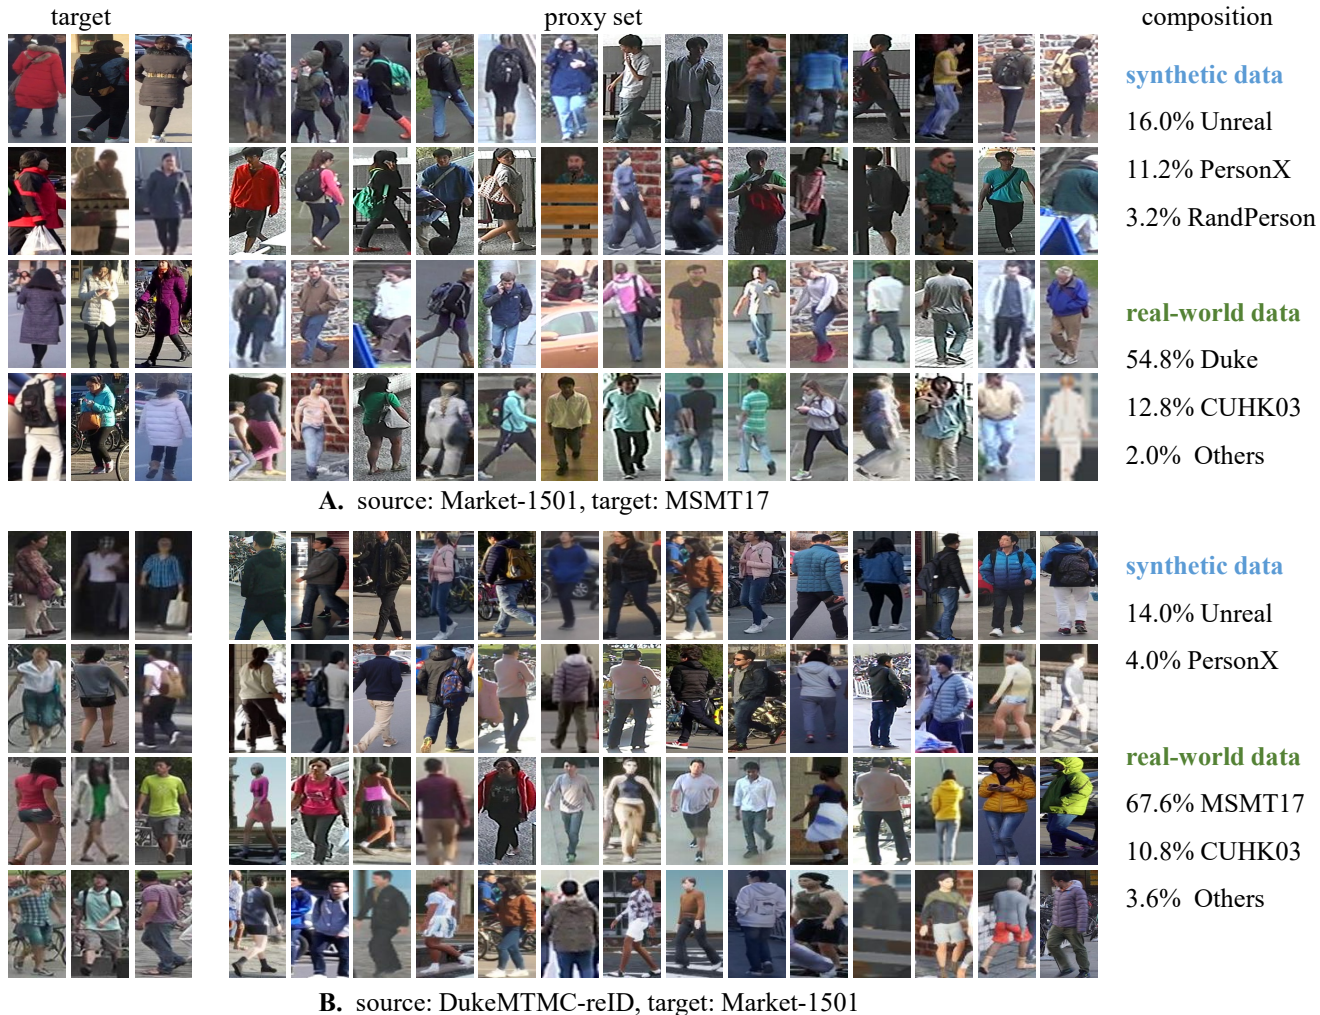 target
proxy set
composition
synthetic data
16.0% Unreal
11.2% PersonX
3.2% RandPerson
real-world data
54.8% Duke
12.8% CUHK03
2.0% Others
A. source: Market-1501, target: MSMT17
synthetic data
14.0% Unreal
4.0% PersonX
real-world data
67.6% MSMT17
10.8% CUHK03
3.6% Others
B. source: DukeMTMC-reID, target: Market-1501